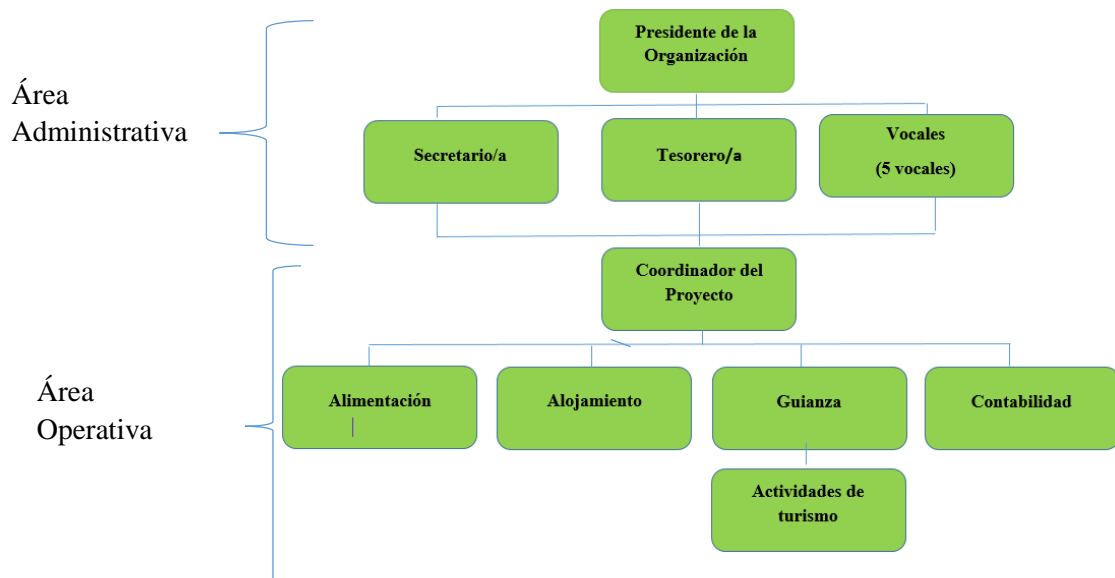 Presidente de la
Organización
Área
Administrativa
Secretario/a
Tesorero/a
Vocales
(5 vocales)
Coordinador del
Proyecto
Área
Operativa
Alimentación
Alojamiento
Guianza
Contabilidad
Actividades de
turismo